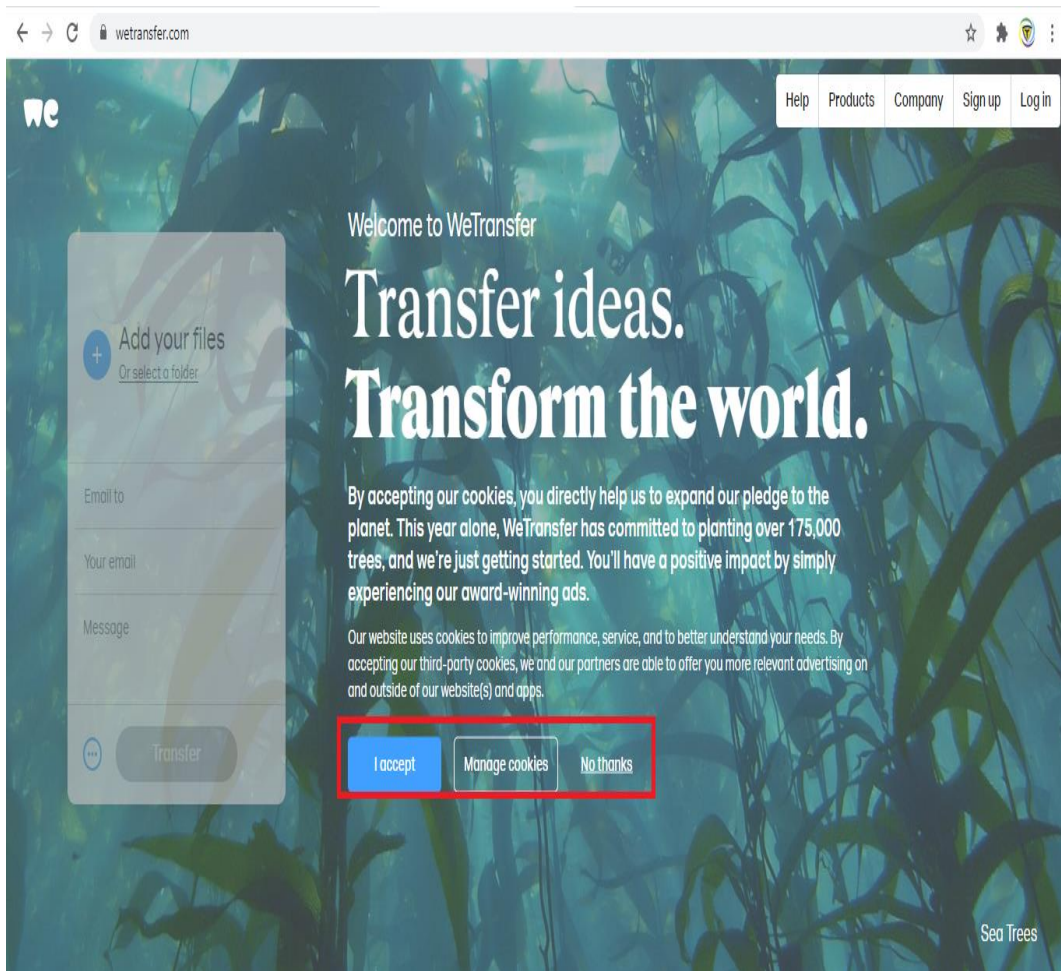 wetransfer.com
we
Help Products Company Sign up Log in
Welcome to WeTransfer
Transfer ideas.
Transform the world.
Add your files
Or select a folder
Email to
Your email
Message
Transfer
By accepting our cookies, you directly help us to expand our pledge to the
planet. This year alone, WeTransfer has committed to planting over 175,000
trees, and we're just getting started. You'll have a positive impact by simply
experiencing our award-winning ads.
Our website uses cookies to improve performance, service, and to better understand your needs. By
accepting our third-party cookies, we and our partners are able to offer you more relevant advertising on
and outside of our website(s) and apps.
I accept Manage cookies No thanks
Sea Trees